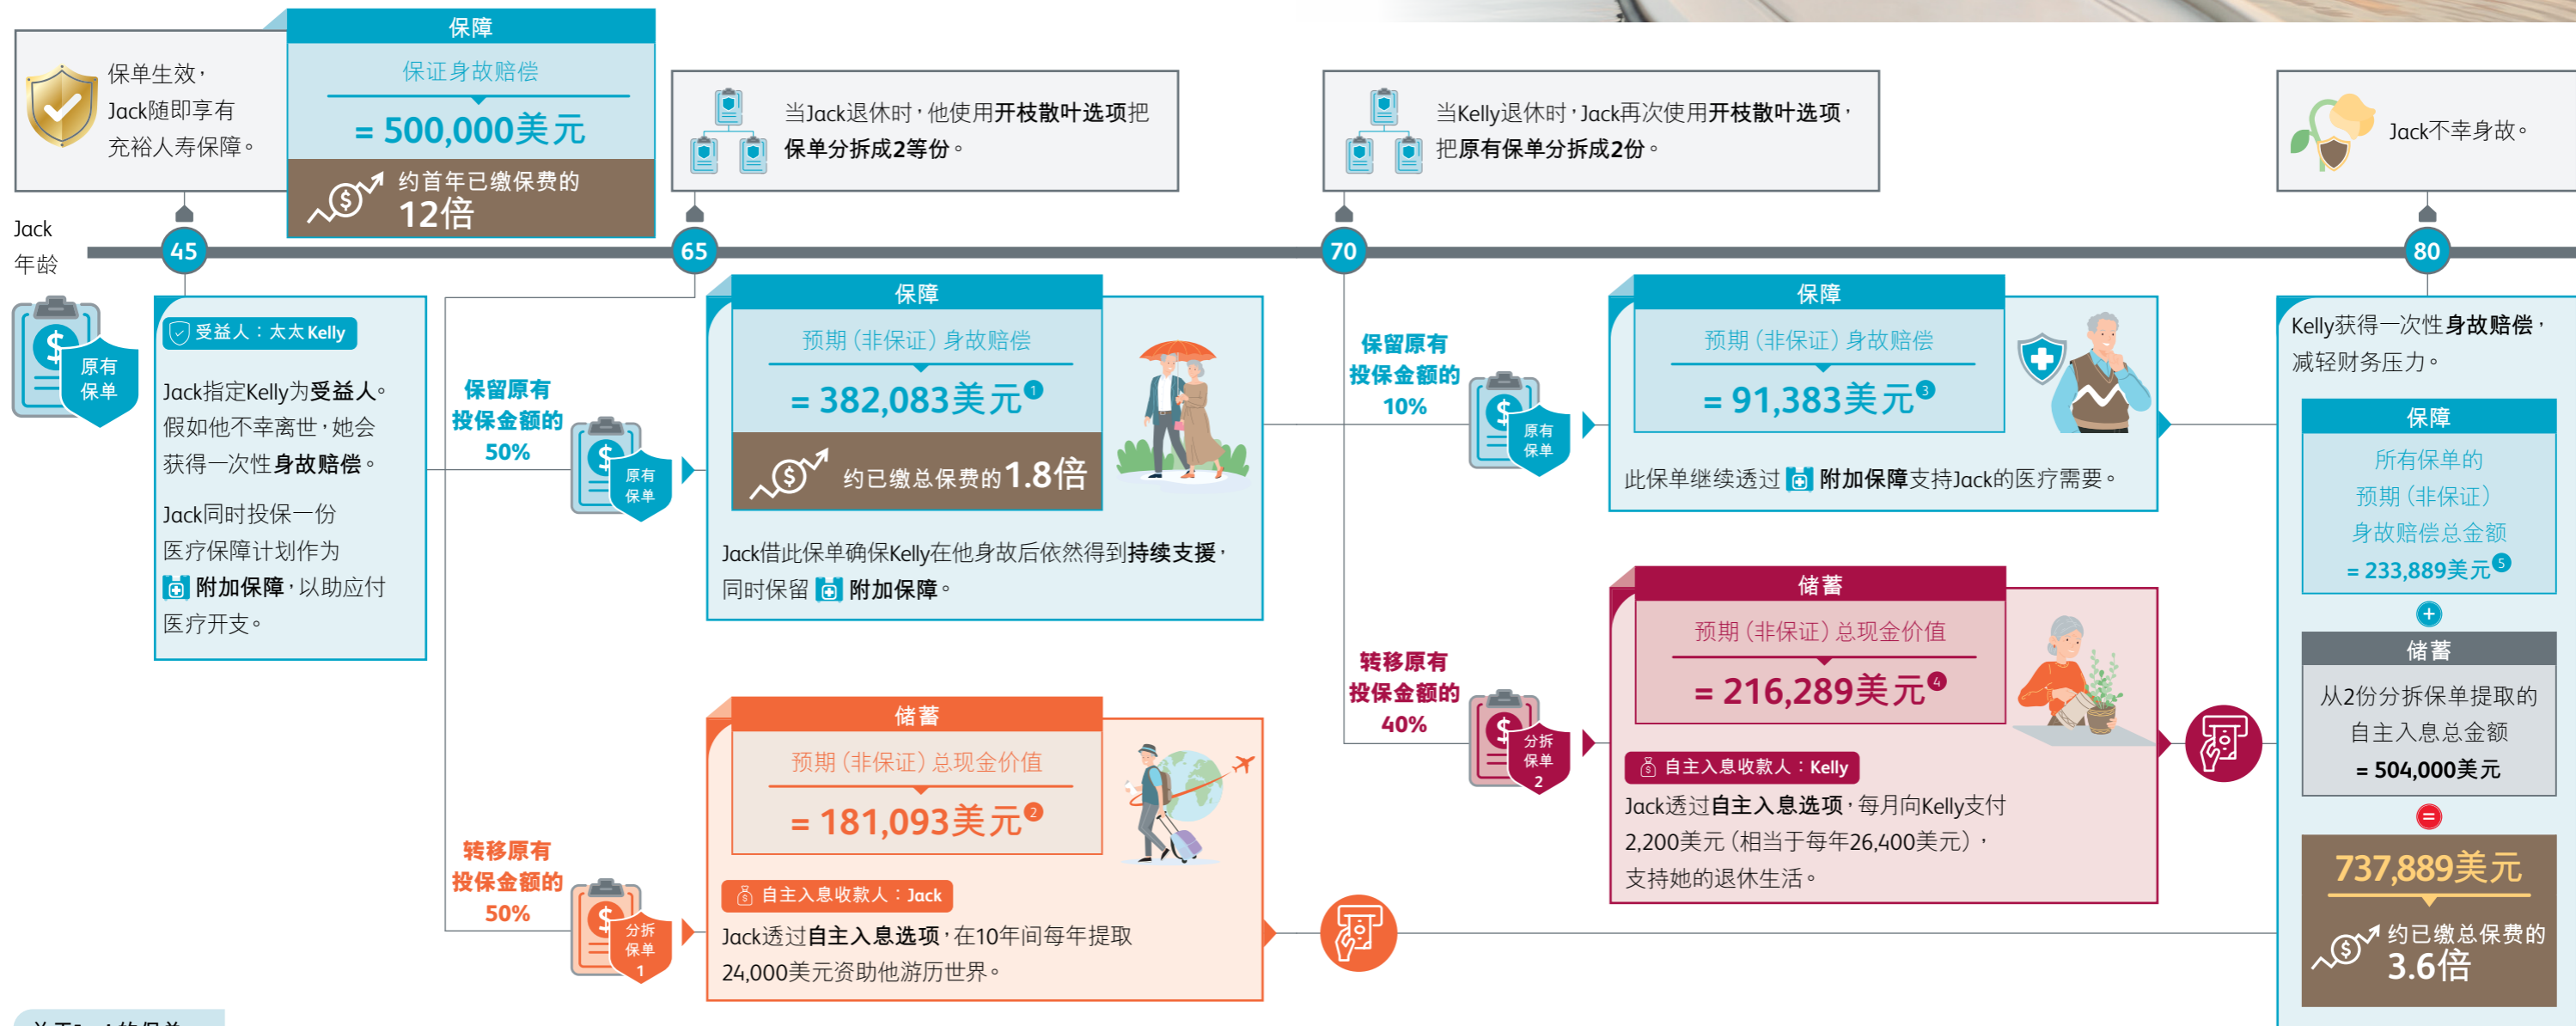 保单生效，
Jack随即享有
充裕人寿保障。
保障
保证身故赔偿
= 500,000美元
约首年已缴保费的
12倍
当Jack退休时，他使用开枝散叶选项把
保单分拆成2等份。
当Kelly退休时，Jack再次使用开枝散叶选项，
把原有保单分拆成2份。
Jack不幸身故。
Jack
年龄
45
65
70
80
原有
保单
受益人：太太Kelly
Jack指定Kelly为受益人。
假如他不幸离世，她会
获得一次性身故赔偿。
Jack同时投保一份
医疗保障计划作为
附加保障，以助应付
医疗开支。
保留原有
投保金额的
50%
原有
保单
保障
预期（非保证）身故赔偿
= 382,083美元1
约已缴总保费的1.8倍
Jack借此保单确保Kelly在他身故后依然得到持续支援，
同时保留 附加保障。
转移原有
投保金额的
50%
分拆
保单
1
储蓄
预期（非保证）总现金价值
= 181,093美元2
自主入息收款人：Jack
Jack透过自主入息选项，在10年间每年提取
24,000美元资助他游历世界。
保留原有
投保金额的
10%
原有
保单
保障
预期（非保证）身故赔偿
= 91,383美元3
此保单继续透过 附加保障支持Jack的医疗需要。
转移原有
投保金额的
40%
分拆
保单
2
储蓄
预期（非保证）总现金价值
= 216,289美元4
自主入息收款人：Kelly
Jack透过自主入息选项，每月向Kelly支付
2,200美元（相当于每年26,400美元），
支持她的退休生活。
Kelly获得一次性身故赔偿，
减轻财务压力。
保障
所有保单的
预期（非保证）
身故赔偿总金额
= 233,889美元5
+
储蓄
从2份分拆保单提取的
自主入息总金额
= 504,000美元
=
737,889美元
约已缴总保费的
3.6倍